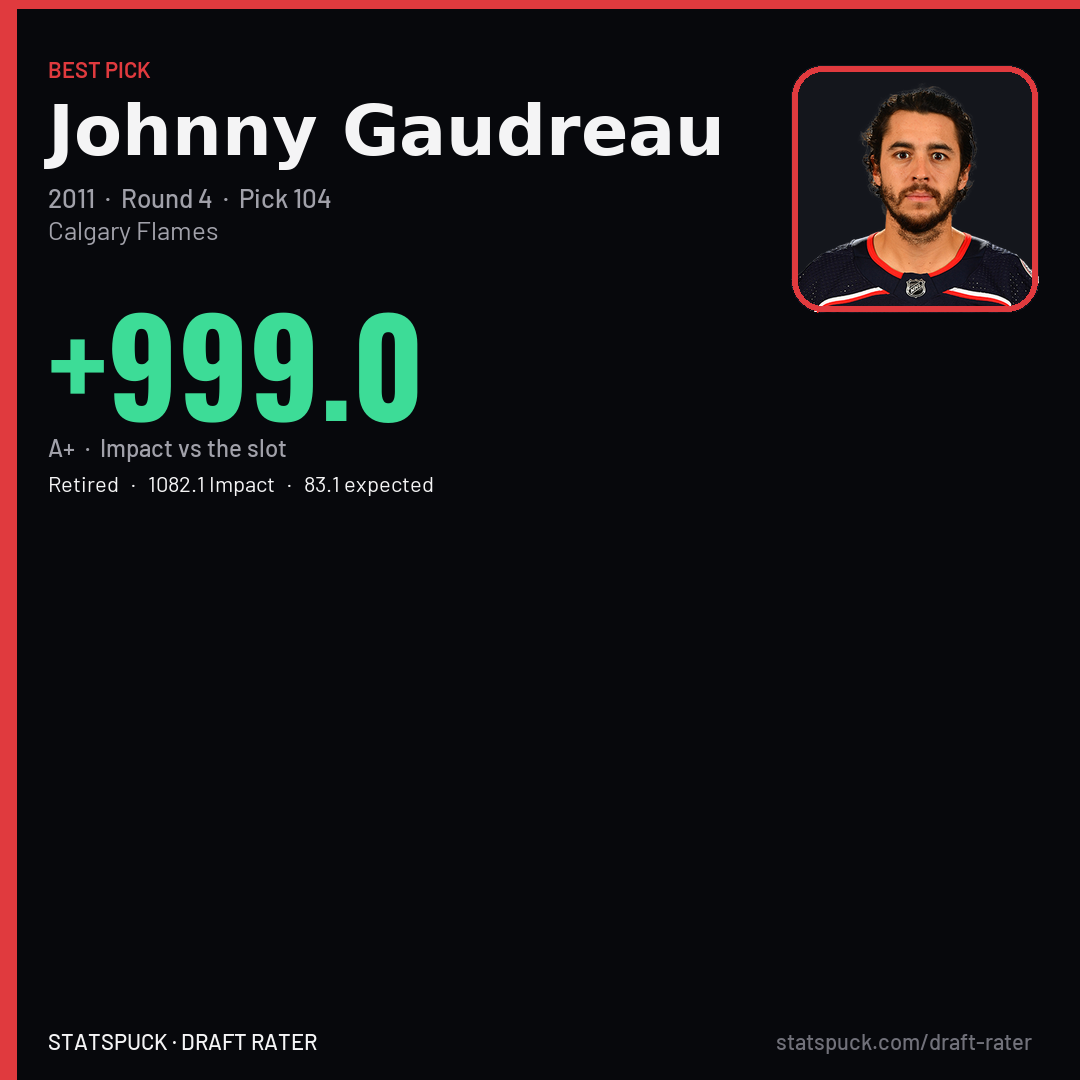 BEST PICK
Johnny Gaudreau
2011 · Round 4 · Pick 104
Calgary Flames
+999.0
A+ · Impact vs the slot
Retired · 1082.1 Impact · 83.1 expected
STATSPUCK · DRAFT RATER
statspuck.com/draft-rater